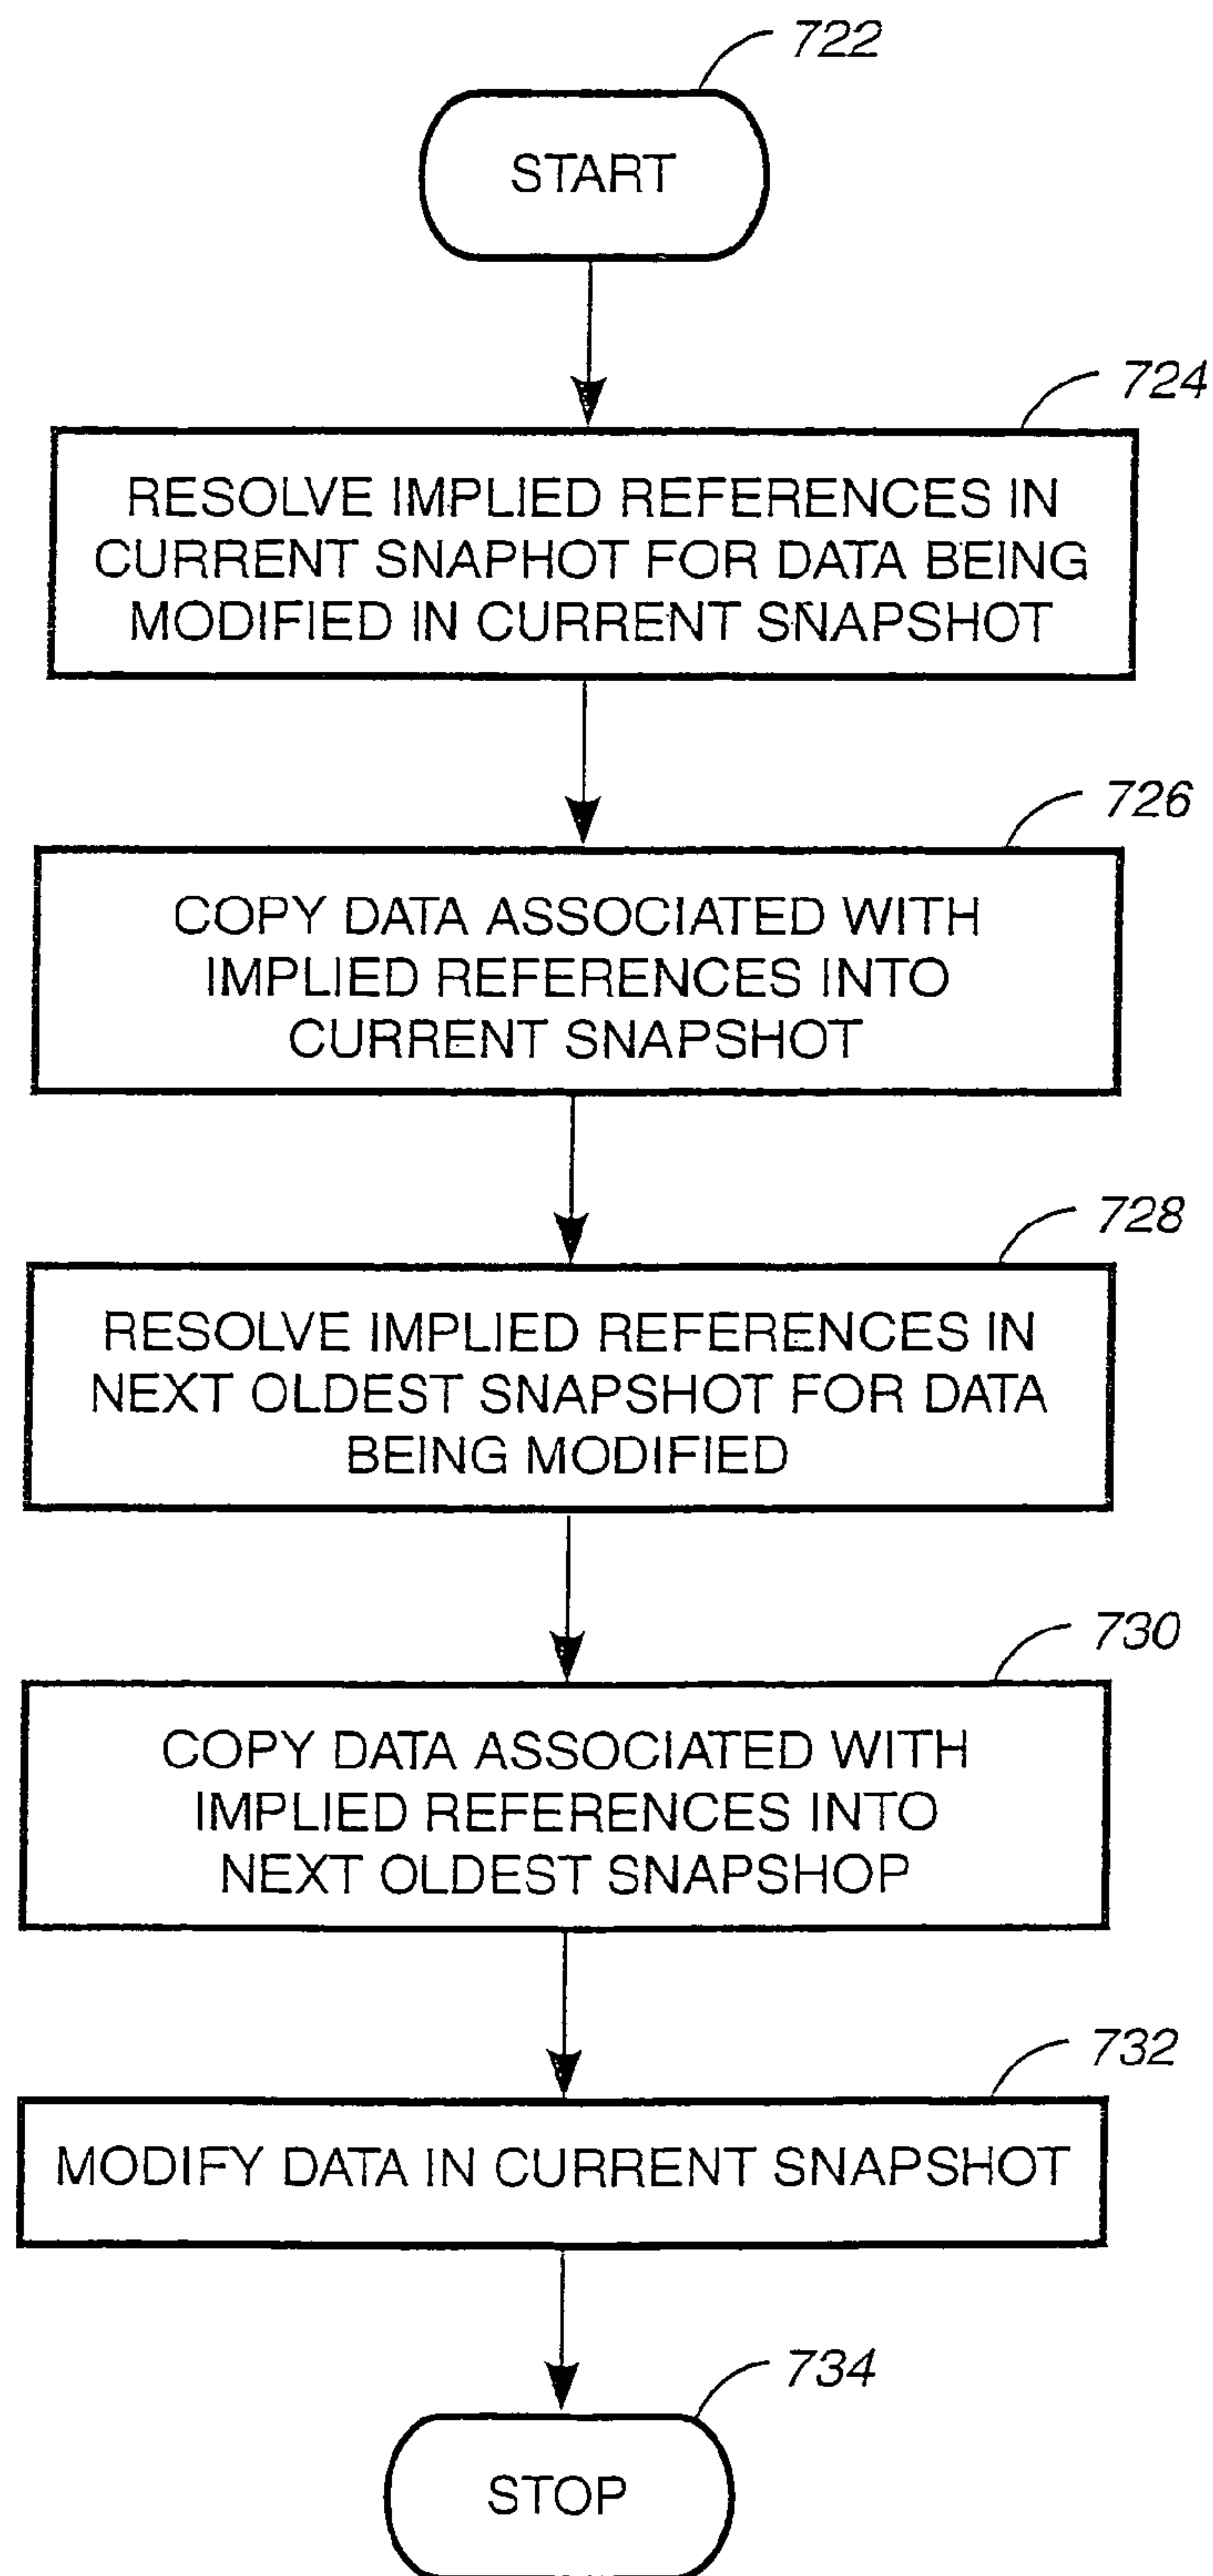 722
START
724
RESOLVE IMPLIED REFERENCES IN
CURRENT SNAPHOT FOR DATA BEING
MODIFIED IN CURRENT SNAPSHOT
726
COPY DATA ASSOCIATED WITH
IMPLIED REFERENCES INTO
CURRENT SNAPSHOT
728
RESOLVE IMPLIED REFERENCES IN
NEXT OLDEST SNAPSHOT FOR DATA
BEING MODIFIED
730
COPY DATA ASSOCIATED WITH
IMPLIED REFERENCES INTO
NEXT OLDEST SNAPSHOP
732
MODIFY DATA IN CURRENT SNAPSHOT
734
STOP